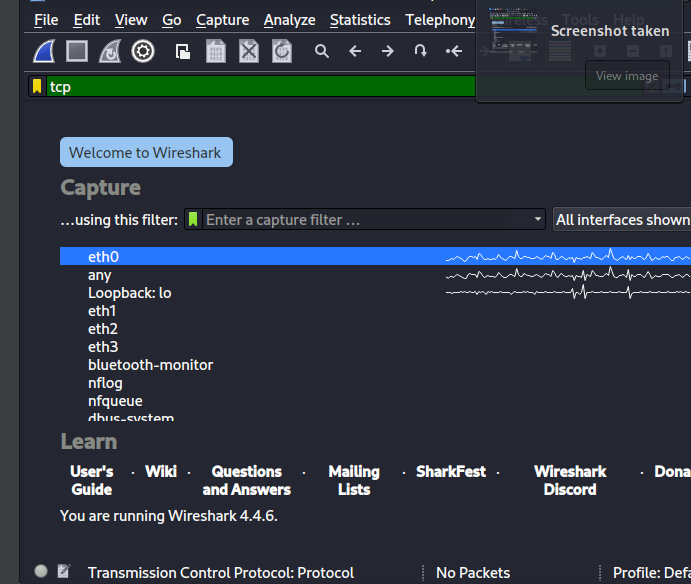 File Edit View Go Capture Analyze Statistics Telephony Wireless Tools Help
Screenshot taken
View image
tcp
Welcome to Wireshark
Capture
...using this filter: Enter a capture filter ... All interfaces shown
eth0
any
Loopback: lo
eth1
eth2
eth3
bluetooth-monitor
nflog
nfqueue
dbus-system
Learn
User's Guide · Wiki · Questions and Answers · Mailing Lists · SharkFest · Wireshark Discord · Dona
You are running Wireshark 4.4.6.
Transmission Control Protocol: Protocol No Packets Profile: Defa